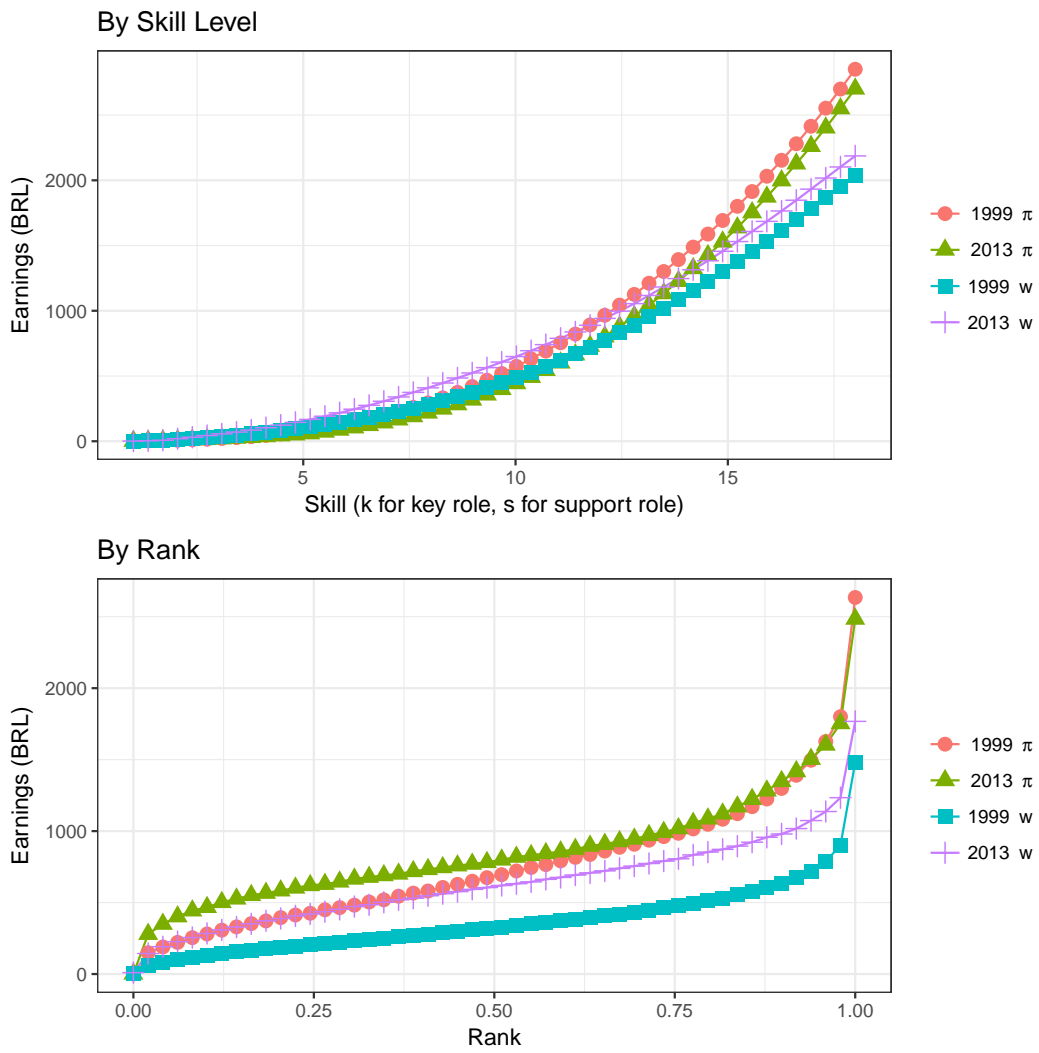 By Skill Level
Earnings (BRL)
2000
1000
0
5
10
15
Skill (k for key role, s for support role)
1999 π
2013 π
1999 w
2013 w
By Rank
Earnings (BRL)
2000
1000
0
0.00
0.25
0.50
0.75
1.00
Rank
1999 π
2013 π
1999 w
2013 w